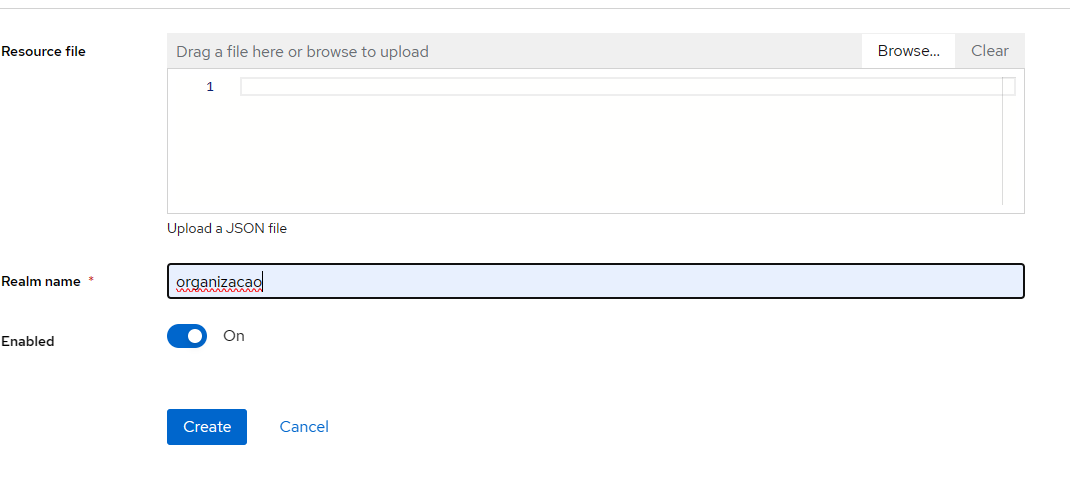 Resource file
Drag a file here or browse to upload
Browse... Clear
1
Upload a JSON file
Realm name *
organizacao
Enabled
On
Create Cancel